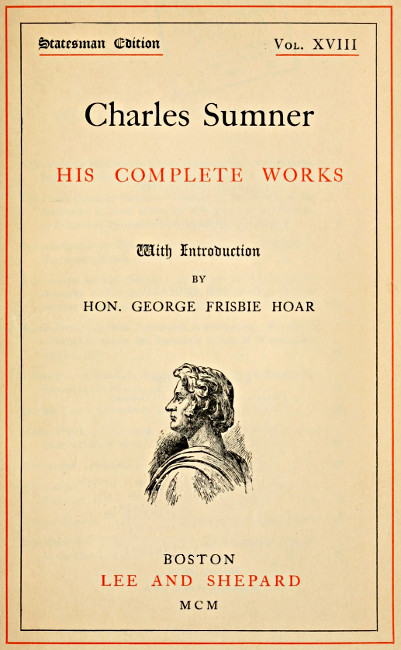 Statesman Edition Vol. XVIII
Charles Sumner
HIS COMPLETE WORKS
With Introduction
BY
HON. GEORGE FRISBIE HOAR
BOSTON
LEE AND SHEPARD
MCM